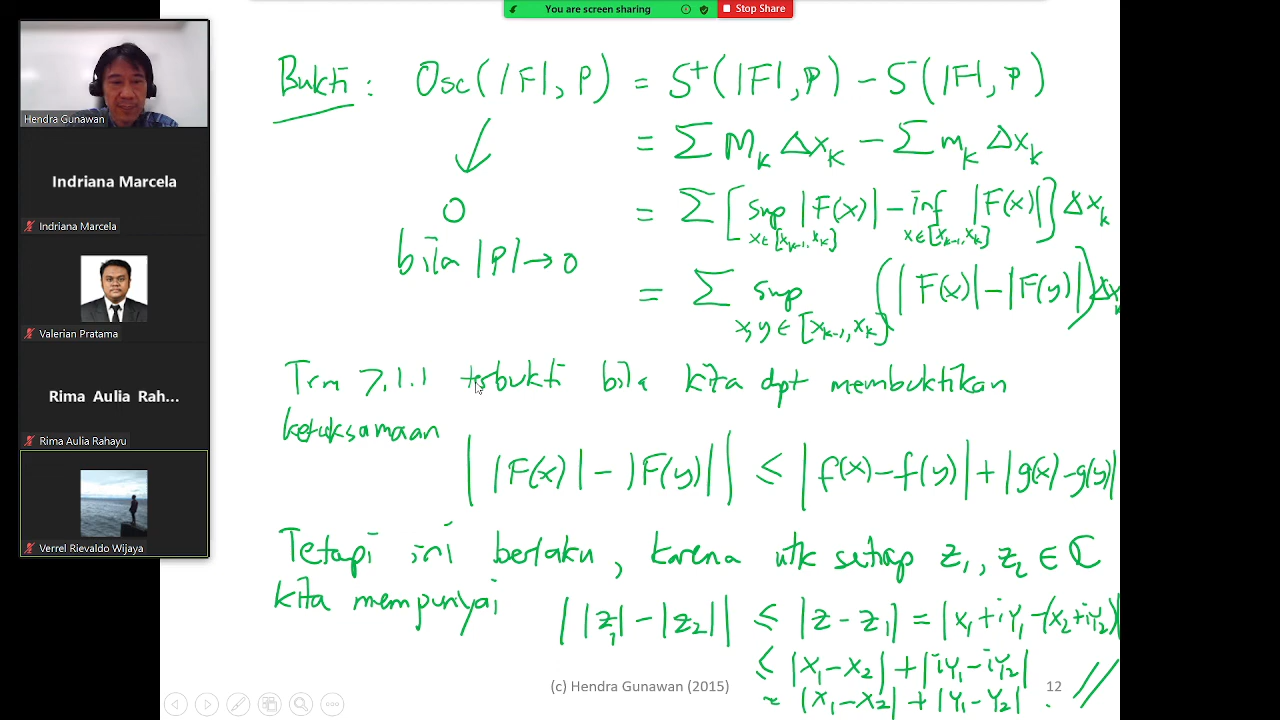 You are screen sharing
Stop Share
Hendra Gunawan
Indriana Marcela
Indriana Marcela
Valerian Pratama
Rima Aulia Rah...
Rima Aulia Rahayu
Verrel Rievaldo Wijaya
Bukti : Osc(|F|, P) = S⁺(|F|, P) − S⁻(|F|, P)
= Σ M_k Δx_k − Σ m_k Δx_k
↓
0
bila |P| → 0
= Σ [ sup_{x∈[x_{k-1}, x_k]} |F(x)| − inf_{x∈[x_{k-1}, x_k]} |F(x)| ] Δx_k
= Σ sup_{x,y∈[x_{k-1}, x_k]} (|F(x)| − |F(y)|) Δx_k
Trm 7.1.1 terbukti bila kita dpt membuktikan
ketaksamaan
| |F(x)| − |F(y)| | ≤ |f(x) − f(y)| + |g(x) − g(y)|
Tetapi ini berlaku, karena utk setiap z₁, z₂ ∈ ℂ
kita mempunyai
| |z₁| − |z₂| | ≤ |z − z₁| = |x₁ + iy₁ − (x₂ + iy₂)|
≤ |x₁ − x₂| + |iy₁ − iy₂|
= |x₁ − x₂| + |y₁ − y₂| . //
(c) Hendra Gunawan (2015)
12